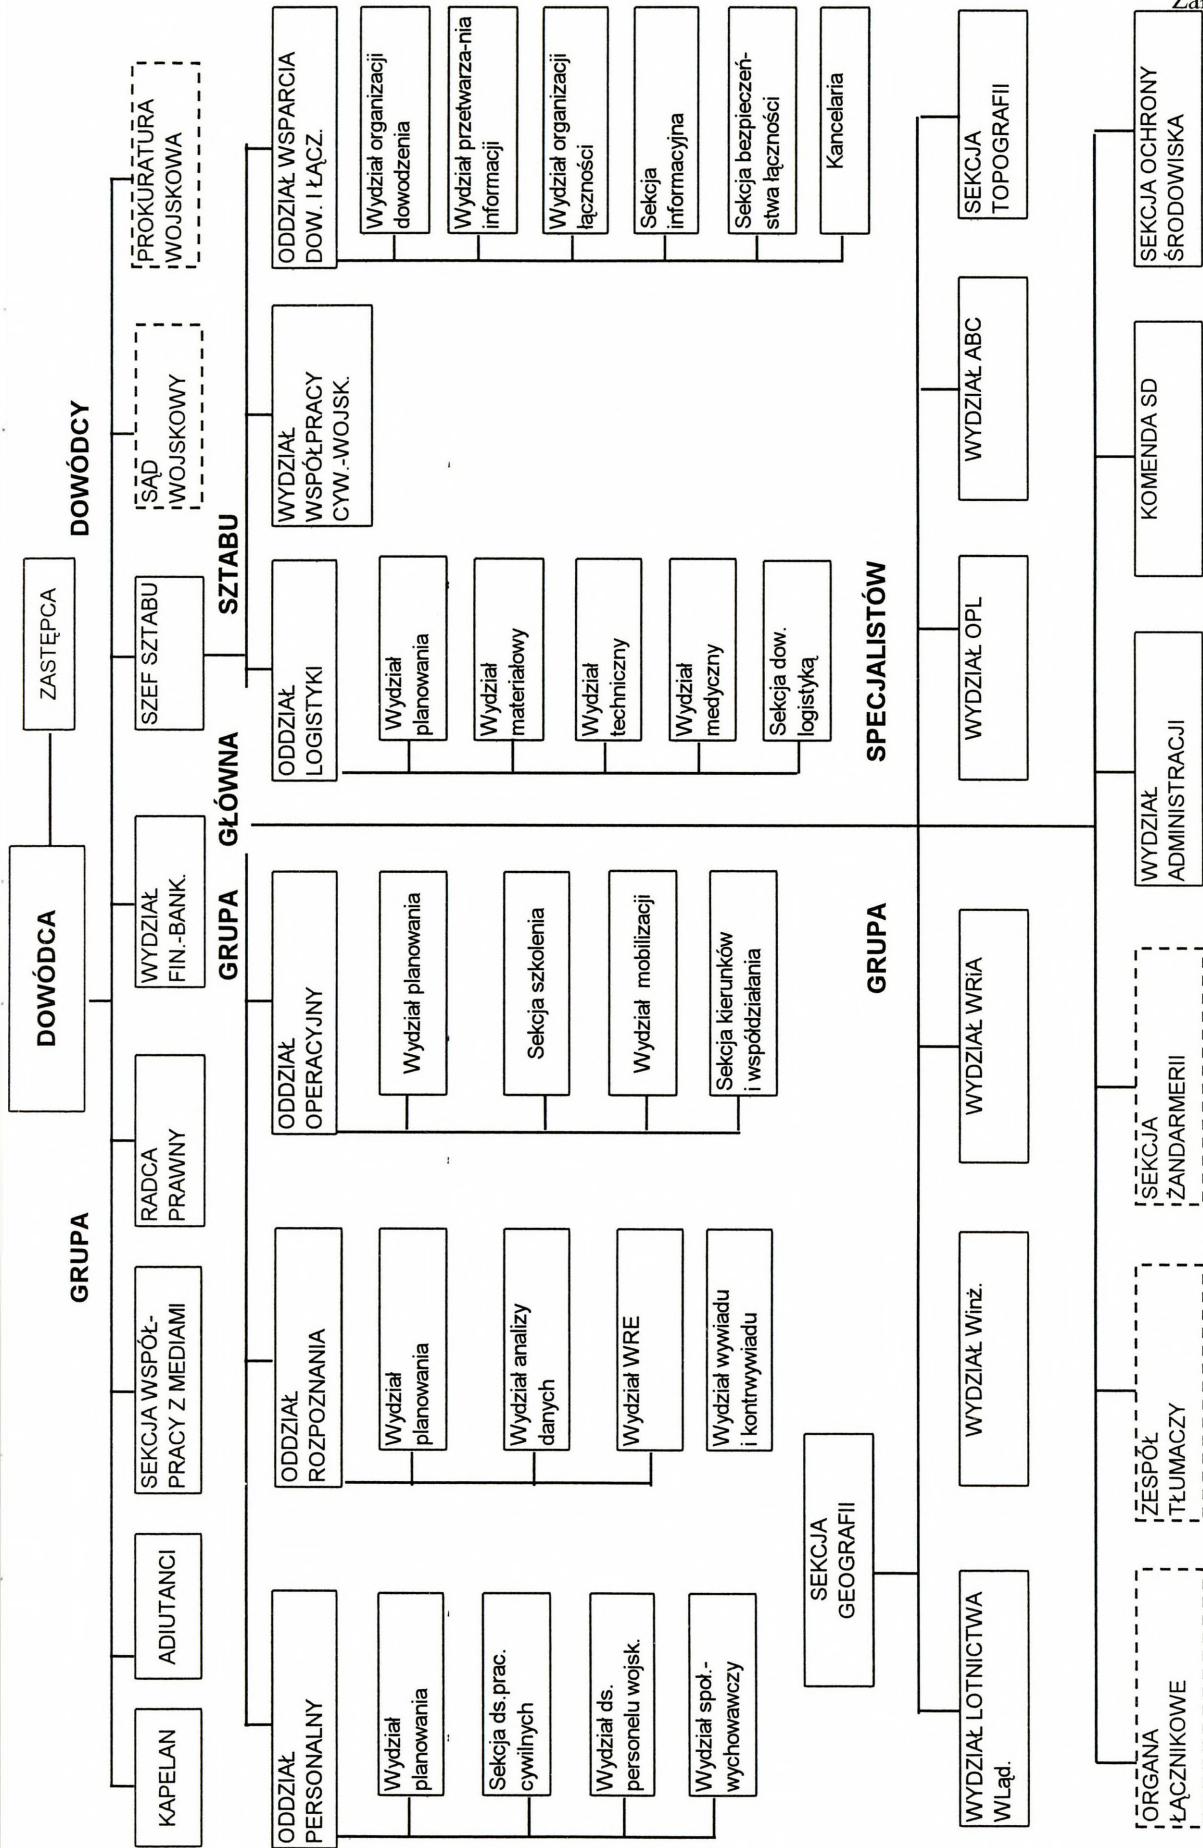 Zał
DOWÓDCA
ZASTĘPCA
GRUPA
DOWÓDCY
KAPELAN
ADIUTANCI
SEKCJA WSPÓŁ-
PRACY Z MEDIAMI
RADCA
PRAWNY
WYDZIAŁ
FIN.-BANK.
SZEF SZTABU
SĄD
WOJSKOWY
PROKURATURA
WOJSKOWA
GRUPA
GŁÓWNA
SZTABU
ODDZIAŁ
PERSONALNY
Wydział
planowania
Sekcja ds.prac.
cywilnych
Wydział ds.
personelu wojsk.
Wydział społ.-
wychowawczy
ODDZIAŁ
ROZPOZNANIA
Wydział
planowania
Wydział analizy
danych
Wydział WRE
Wydział wywiadu
i kontrwywiadu
ODDZIAŁ
OPERACYJNY
Wydział planowania
Sekcja szkolenia
Wydział mobilizacji
Sekcja kierunków
i współdziałania
ODDZIAŁ
LOGISTYKI
Wydział
planowania
Wydział
materiałowy
Wydział
techniczny
Wydział
medyczny
Sekcja dow.
logistyką
WYDZIAŁ
WSPÓŁPRACY
CYW.-WOJSK.
ODDZIAŁ WSPARCIA
DOW. I ŁĄCZ.
Wydział organizacji
dowodzenia
Wydział przetwarza-nia
informacji
Wydział organizacji
łączności
Sekcja
informacyjna
Sekcja bezpieczeń-
stwa łączności
Kancelaria
GRUPA
SPECJALISTÓW
SEKCJA
GEOGRAFII
WYDZIAŁ LOTNICTWA
WLąd.
WYDZIAŁ Winż.
WYDZIAŁ WRiA
WYDZIAŁ OPL
WYDZIAŁ ABC
SEKCJA
TOPOGRAFII
ORGANA
ŁĄCZNIKOWE
ZESPÓŁ
TŁUMACZY
SEKCJA
ŻANDARMERII
WYDZIAŁ
ADMINISTRACJI
KOMENDA SD
SEKCJA OCHRONY
ŚRODOWISKA